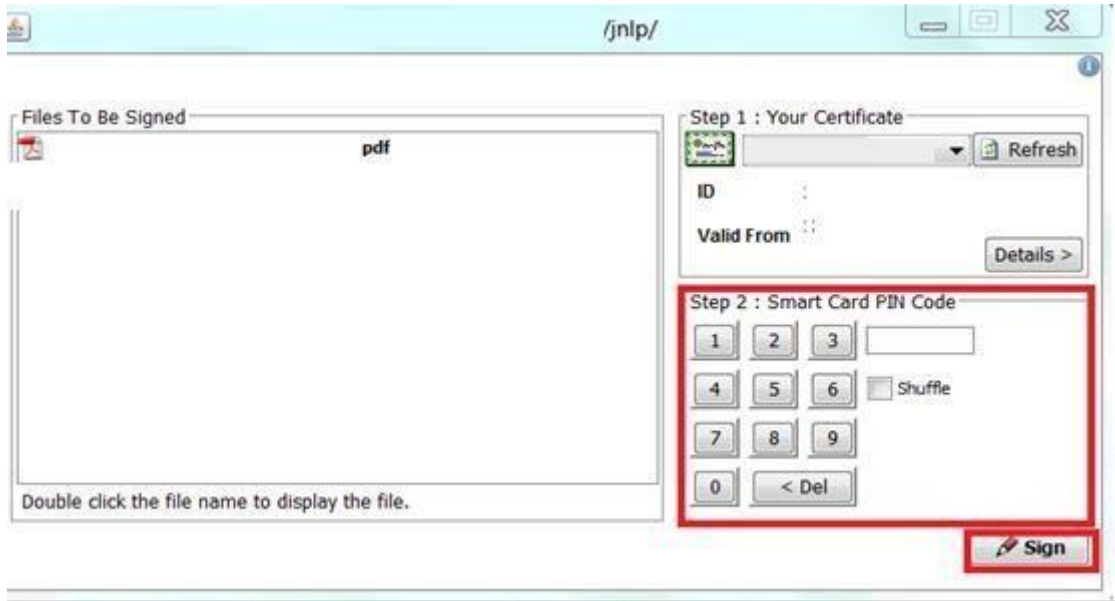 /jnlp/
Files To Be Signed
pdf
Double click the file name to display the file.
Step 1 : Your Certificate
Refresh
ID :
Valid From : :
Details >
Step 2 : Smart Card PIN Code
1 2 3
4 5 6 Shuffle
7 8 9
0 < Del
Sign